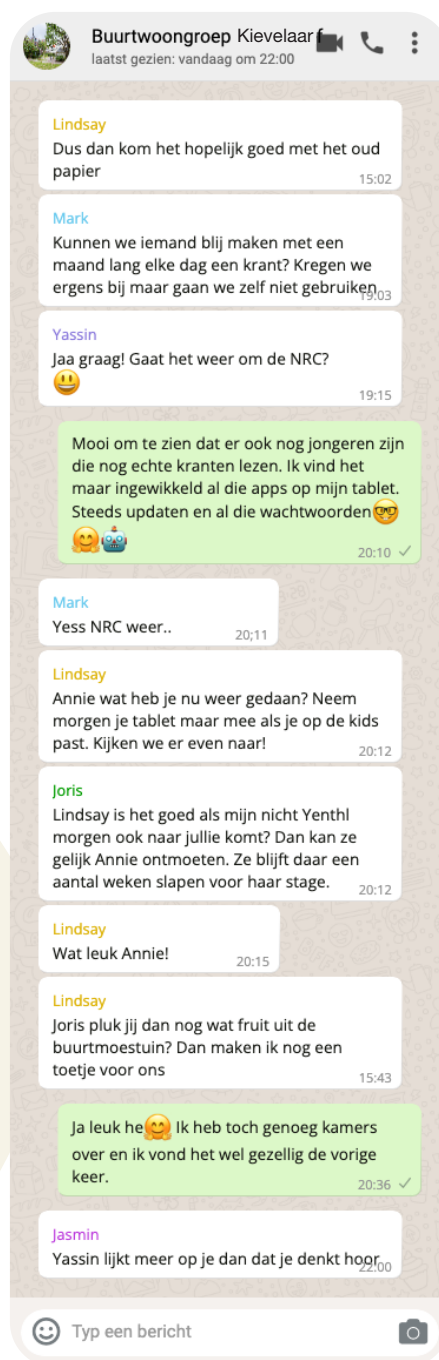 Buurtwoongroep Kievelaar f
laatst gezien: vandaag om 22:00
Lindsay
Dus dan kom het hopelijk goed met het oud
papier
15:02
Mark
Kunnen we iemand blij maken met een
maand lang elke dag een krant? Kregen we
ergens bij maar gaan we zelf niet gebruiken
19:03
Yassin
Jaa graag! Gaat het weer om de NRC?
😃
19:15
Mooi om te zien dat er ook nog jongeren zijn
die nog echte kranten lezen. Ik vind het
maar ingewikkeld al die apps op mijn tablet.
Steeds updaten en al die wachtwoorden🤓
🤗🤖
20:10 ✓
Mark
Yess NRC weer..
20;11
Lindsay
Annie wat heb je nu weer gedaan? Neem
morgen je tablet maar mee als je op de kids
past. Kijken we er even naar!
20:12
Joris
Lindsay is het goed als mijn nicht Yenthl
morgen ook naar jullie komt? Dan kan ze
gelijk Annie ontmoeten. Ze blijft daar een
aantal weken slapen voor haar stage.
20:12
Lindsay
Wat leuk Annie!
20:15
Lindsay
Joris pluk jij dan nog wat fruit uit de
buurtmoestuin? Dan maken ik nog een
toetje voor ons
15:43
Ja leuk he🤗 Ik heb toch genoeg kamers
over en ik vond het wel gezellig de vorige
keer.
20:36 ✓
Jasmin
Yassin lijkt meer op je dan dat je denkt hoor
22:00
Typ een bericht